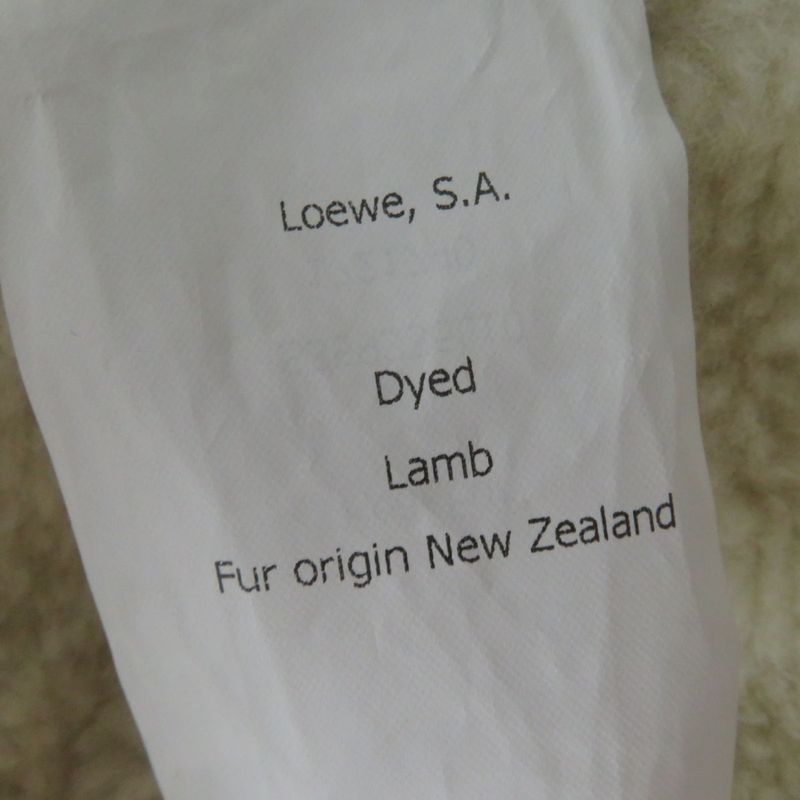 Loewe, S.A.
Dyed
Lamb
Fur origin New Zealand